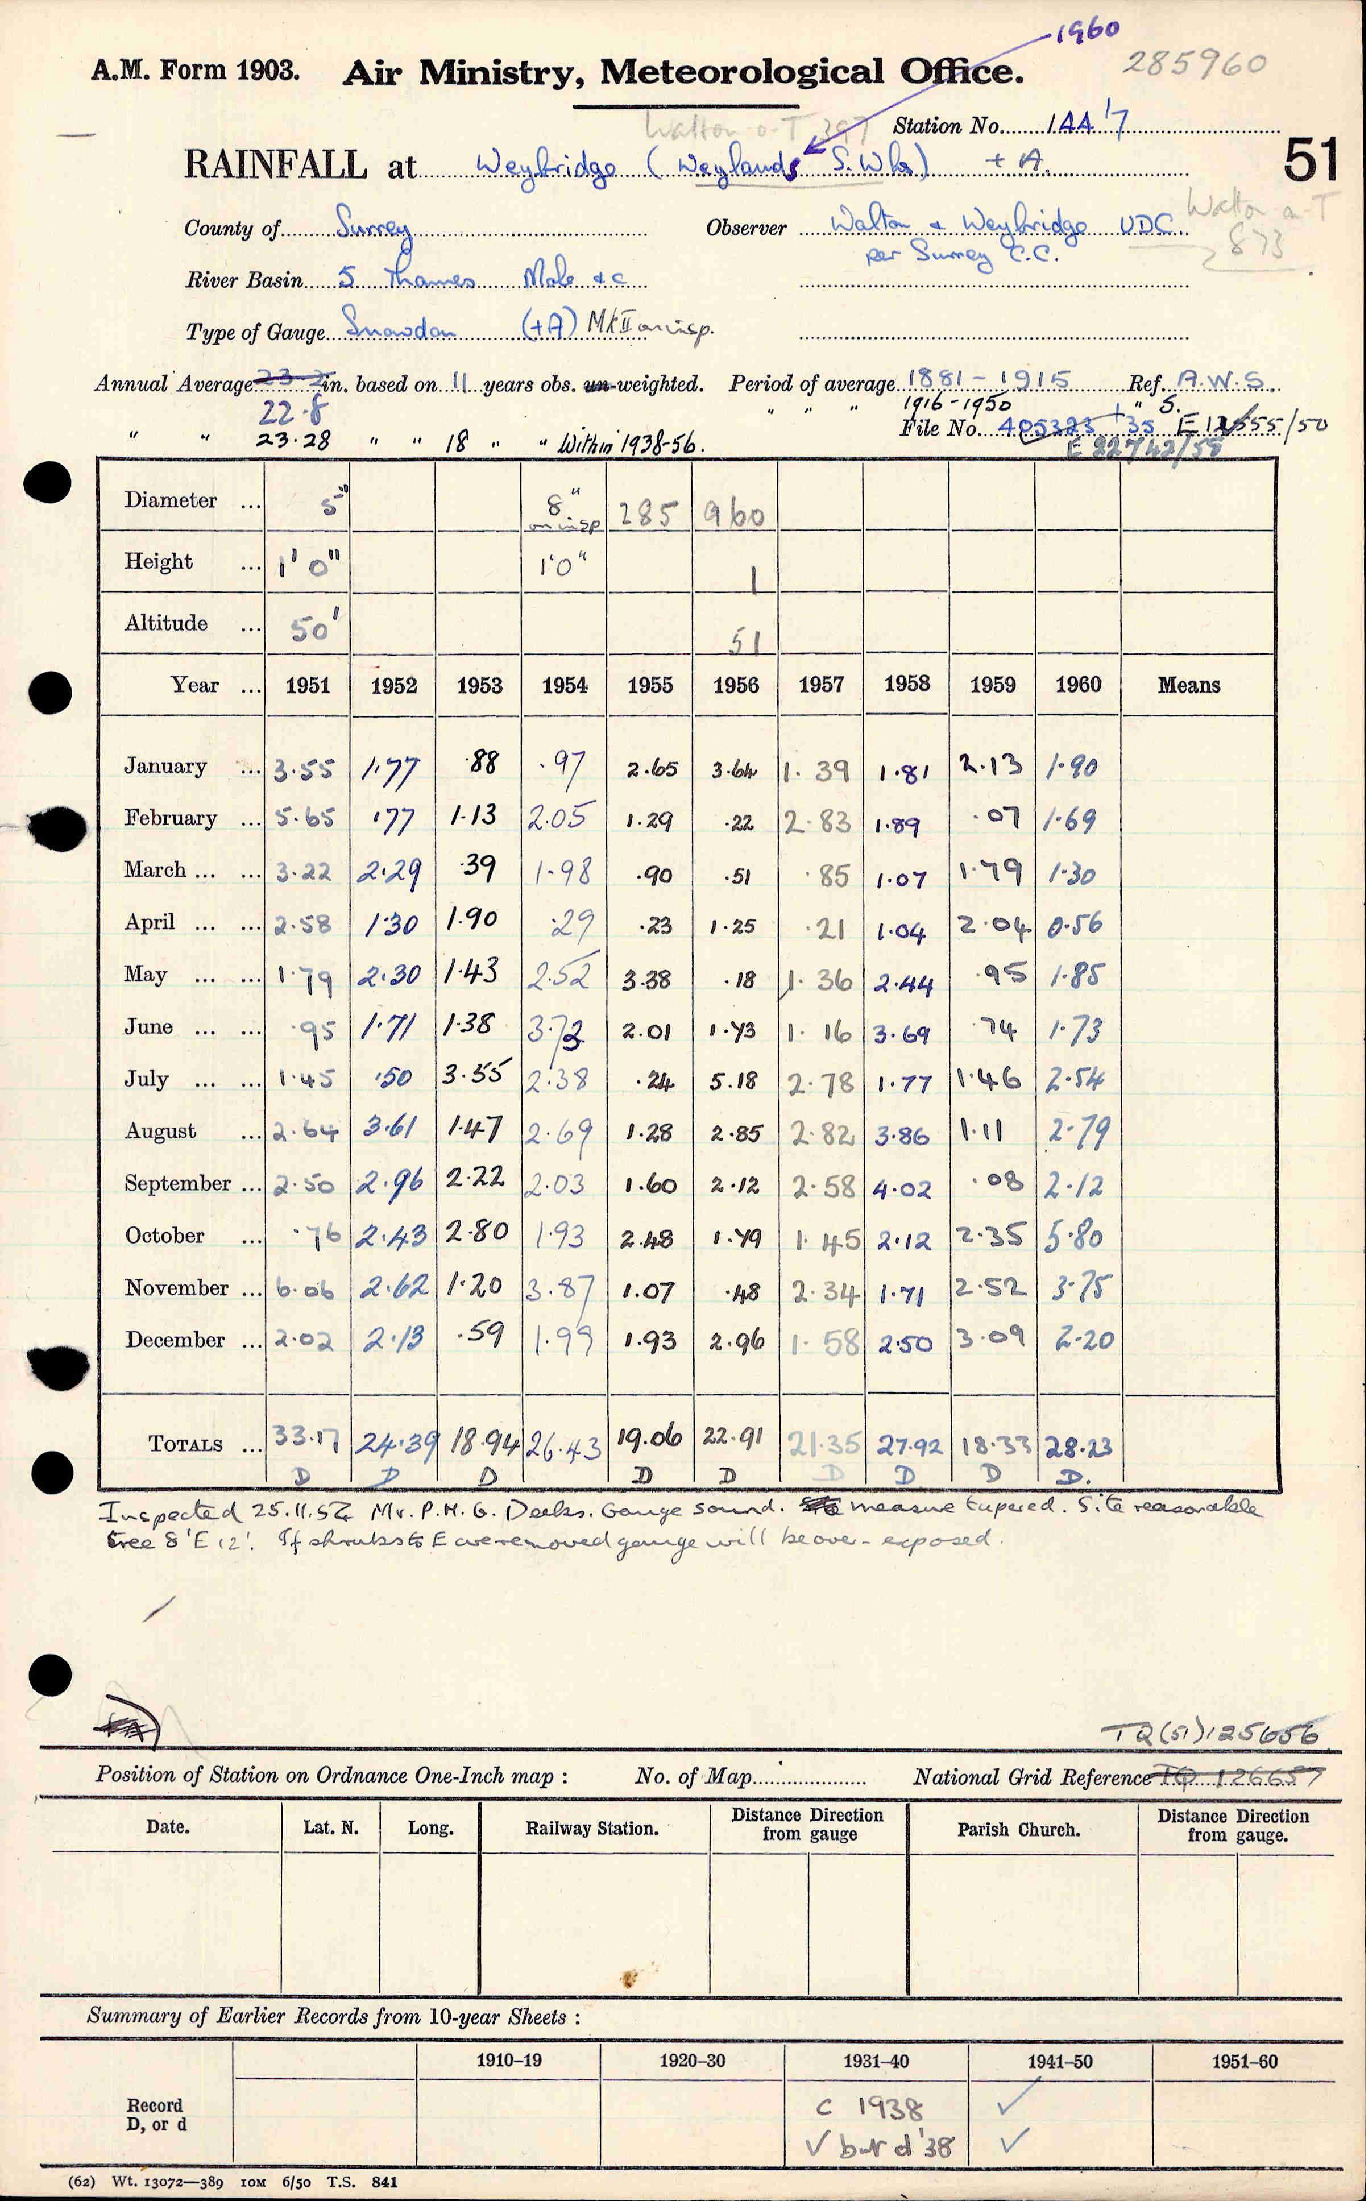 1960
A.M. Form 1903. Air Ministry, Meteorological Office. 285960
Walton-o-T 397 Station No. 144 1/7
RAINFALL at Weybridge (Weylands S. Wks) + A. 51
County of Surrey Observer Walton & Weybridge UDC Walton-on-T 873
per Surrey C.C.
River Basin 5 Thames Mole &c
Type of Gauge Snowdon (+A) Mk II on insp.
Annual Average 23.2 in. based on 11 years obs. un-weighted. Period of average 1881-1915 Ref. A.W.S.
22.8 " " " 1916-1950 " S.
" " 23.28 " " 18 " " Within 1938-56. File No. 405323/35 E12555/50
E 22742/58
Diameter ... 5" 8" on insp 285 960
Height ... 1' 0" 1'0" 1
Altitude ... 50' 51
Year ... 1951 1952 1953 1954 1955 1956 1957 1958 1959 1960 Means
January ... 3.55 1.77 .88 .97 2.65 3.64 1.39 1.81 2.13 1.90
February ... 5.65 .77 1.13 2.05 1.29 .22 2.83 1.89 .07 1.69
March ... ... 3.22 2.29 .39 1.98 .90 .51 .85 1.07 1.79 1.30
April ... ... 2.58 1.30 1.90 .29 .23 1.25 .21 1.04 2.04 0.56
May ... ... 1.79 2.30 1.43 2.52 3.38 .18 1.36 2.44 .95 1.85
June ... ... .95 1.71 1.38 3.73 2.01 1.73 1.16 3.69 .74 1.73
July ... ... 1.45 .50 3.55 2.38 .24 5.18 2.78 1.77 1.46 2.54
August ... 2.64 3.61 1.47 2.69 1.28 2.85 2.82 3.86 1.11 2.79
September ... 2.50 2.96 2.22 2.03 1.60 2.12 2.58 4.02 .08 2.12
October ... .76 2.43 2.80 1.93 2.48 1.79 1.45 2.12 2.35 5.80
November ... 6.06 2.62 1.20 3.87 1.07 .48 2.34 1.71 2.52 3.75
December ... 2.02 2.13 .59 1.99 1.93 2.96 1.58 2.50 3.09 2.20
TOTALS ... 33.17 24.39 18.94 26.43 19.06 22.91 21.35 27.92 18.33 28.23
D D D D D D D D D.
Inspected 25.11.52 Mr. P.H.G. Deeks. Gauge sound. measure tapered. Site reasonable
tree 8'E 12'. If shrubs to E are removed gauge will be over-exposed.
TQ(51)125656
Position of Station on Ordnance One-Inch map : No. of Map National Grid Reference TQ 126657
Date. Lat. N. Long. Railway Station. Distance Direction from gauge Parish Church. Distance Direction from gauge.
Summary of Earlier Records from 10-year Sheets :
1910–19 1920–30 1931–40 1941–50 1951–60
Record C 1938 ✓
D, or d ✓ but d '38 ✓
(62) Wt. 13072—389 10M 6/50 T.S. 841